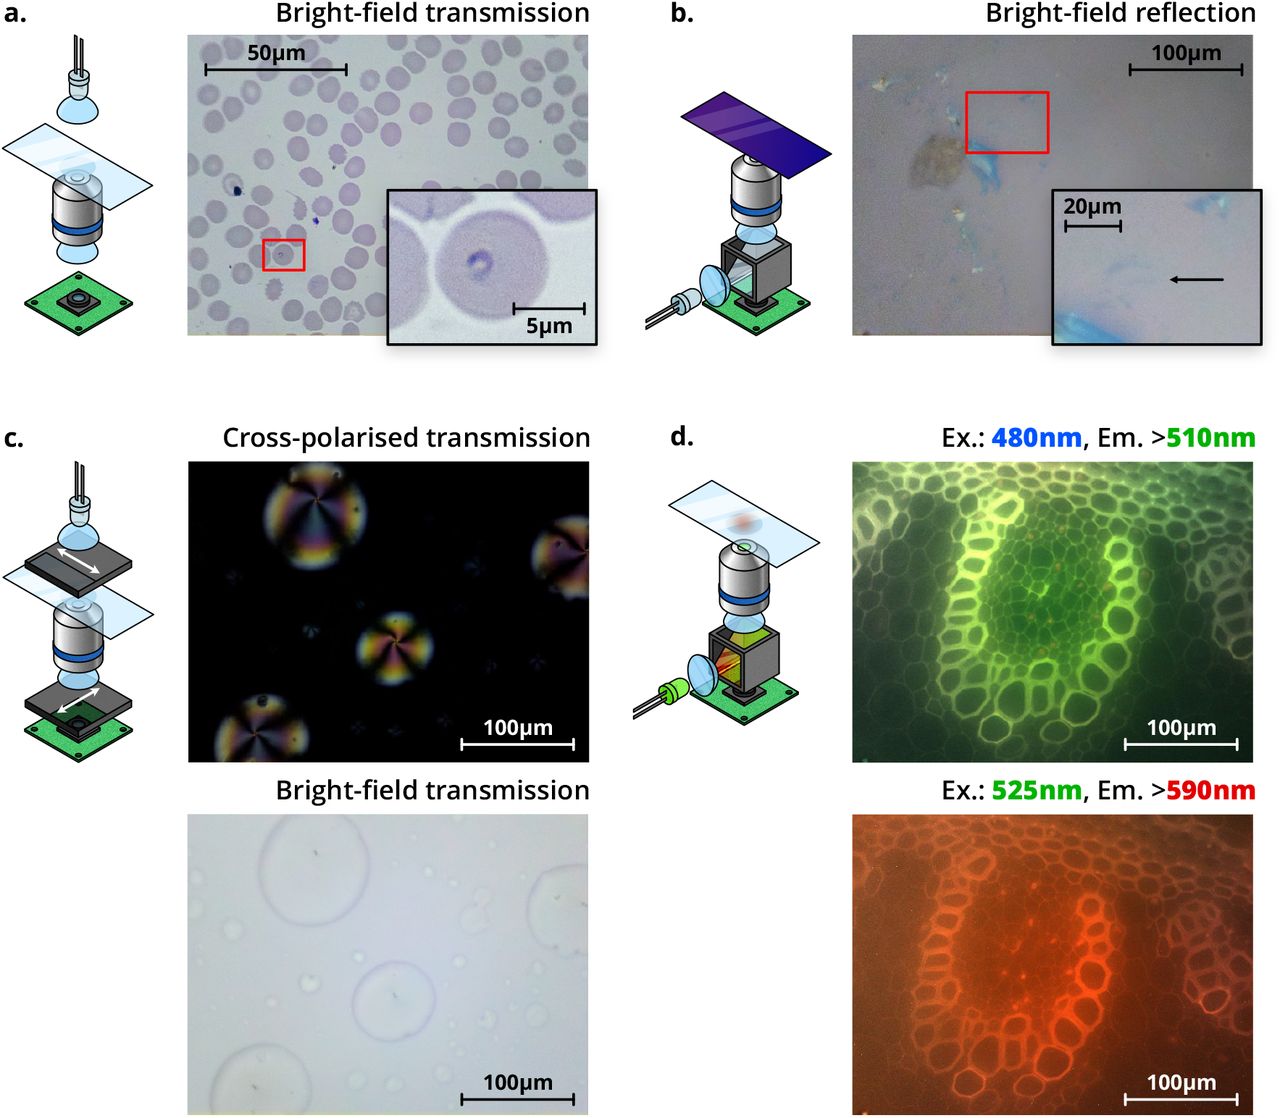 a.
Bright-field transmission
50µm
5µm
b.
Bright-field reflection
100µm
20µm
c.
Cross-polarised transmission
100µm
Bright-field transmission
100µm
d.
Ex.: 480nm, Em. >510nm
100µm
Ex.: 525nm, Em. >590nm
100µm